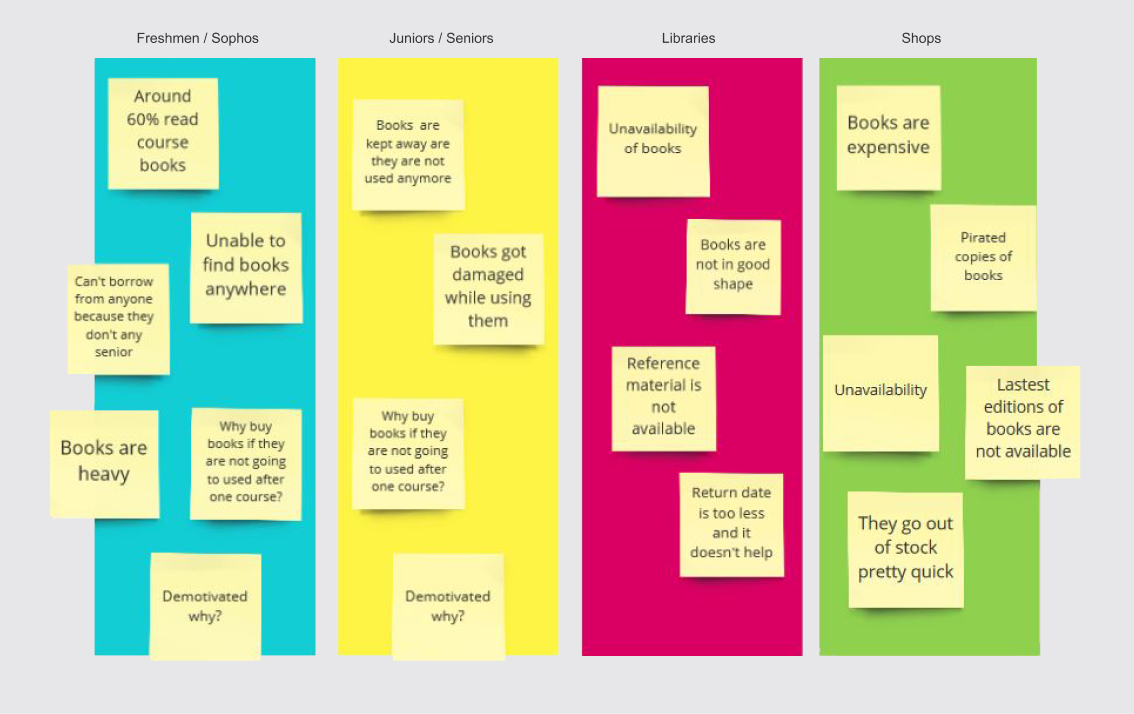 Freshmen / Sophos
Around
60% read
course
books
Unable to
find books
anywhere
Can't borrow
from anyone
because they
don't any
senior
Books are
heavy
Why buy
books if they
are not going
to used after
one course?
Demotivated
why?
Juniors / Seniors
Books are
kept away are
they are not
used anymore
Books got
damaged
while using
them
Why buy
books if they
are not going
to used after
one course?
Demotivated
why?
Libraries
Unavailability
of books
Books are
not in good
shape
Reference
material is
not
available
Return date
is too less
and it
doesn't help
Shops
Books are
expensive
Pirated
copies of
books
Unavailability
Lastest
editions of
books are
not available
They go out
of stock
pretty quick